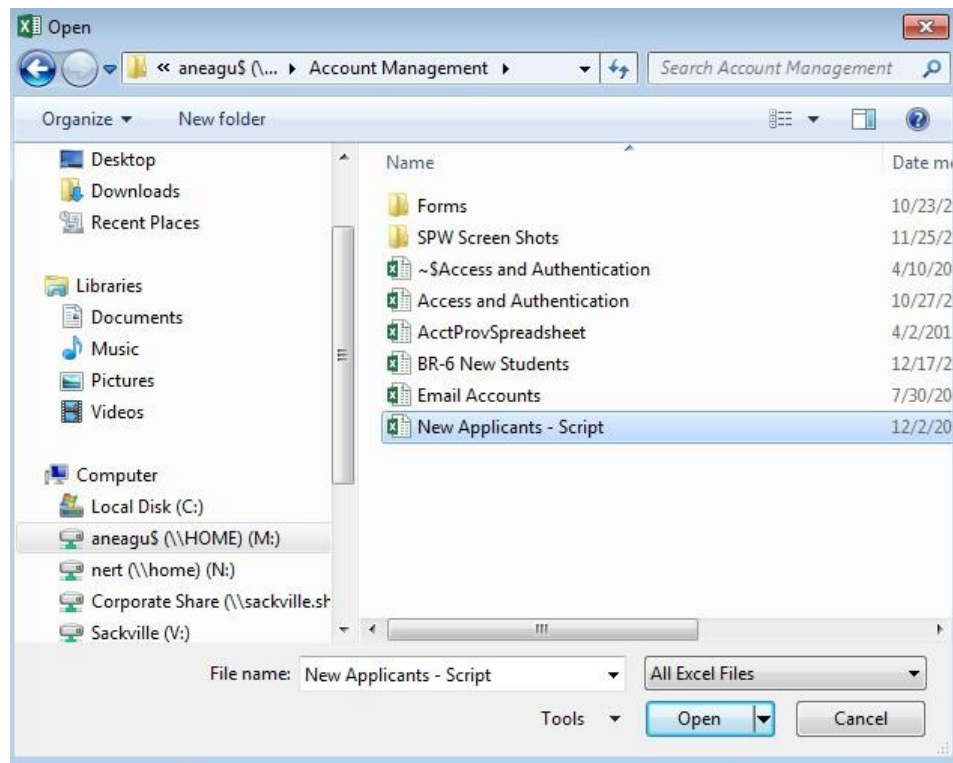 Open
« aneagu$ (\... ▸ Account Management ▸
Search Account Management
Organize
New folder
Desktop
Downloads
Recent Places
Libraries
Documents
Music
Pictures
Videos
Computer
Local Disk (C:)
aneagu$ (\\HOME) (M:)
nert (\\home) (N:)
Corporate Share (\\sackville.sh
Sackville (V:)
Name Date m
Forms 10/23/2
SPW Screen Shots 11/25/2
~$Access and Authentication 4/10/20
Access and Authentication 10/27/2
AcctProvSpreadsheet 4/2/201
BR-6 New Students 12/17/2
Email Accounts 7/30/20
New Applicants - Script 12/2/20
File name: New Applicants - Script All Excel Files
Tools Open Cancel